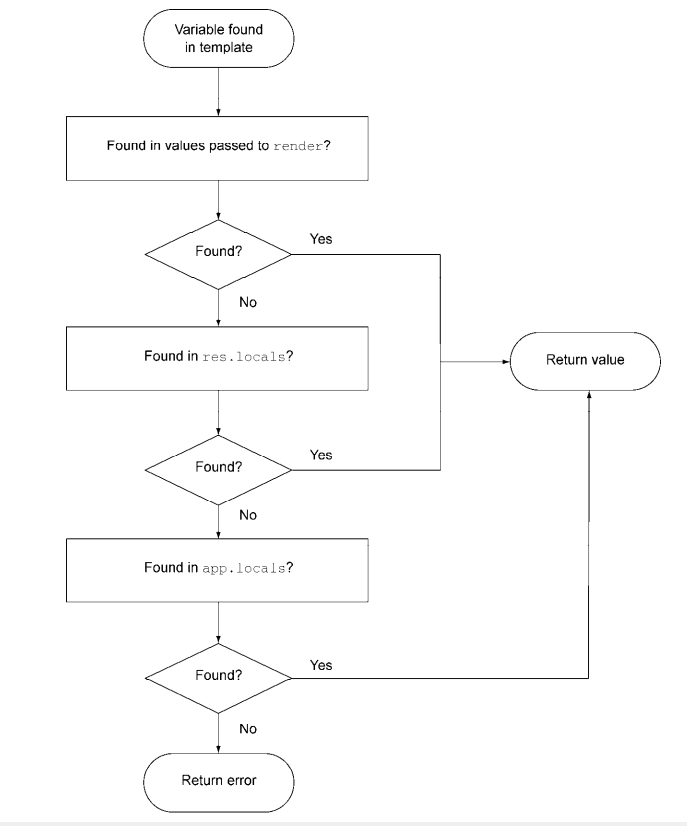 Variable found
in template
Found in values passed to render?
Found?
Yes
No
Found in res.locals?
Return value
Found?
Yes
No
Found in app.locals?
Found?
Yes
No
Return error